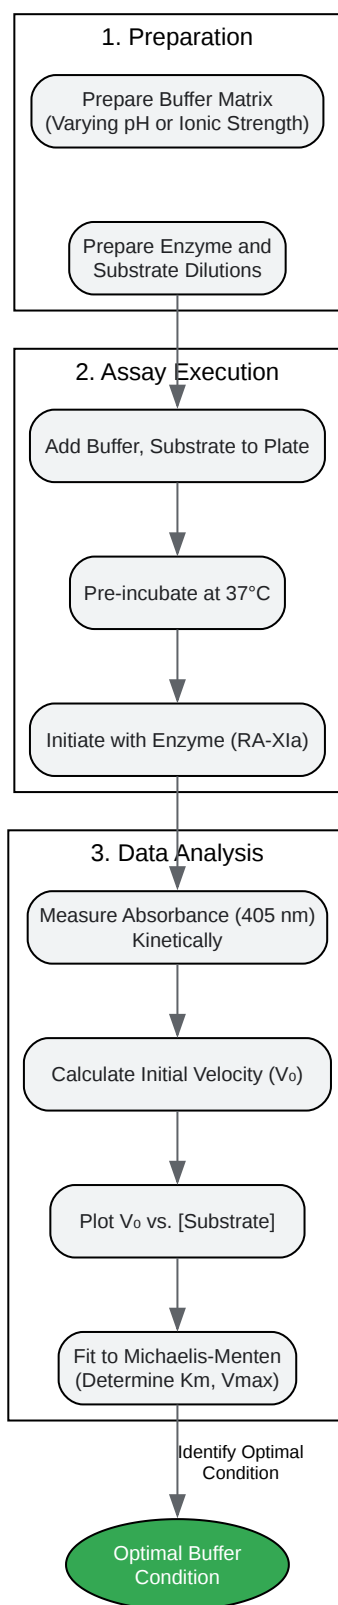 1. Preparation
Prepare Buffer Matrix
(Varying pH or Ionic Strength)
Prepare Enzyme and
Substrate Dilutions
2. Assay Execution
Add Buffer, Substrate to Plate
Pre-incubate at 37°C
Initiate with Enzyme (RA-XIa)
3. Data Analysis
Measure Absorbance (405 nm)
Kinetically
Calculate Initial Velocity (V₀)
Plot V₀ vs. [Substrate]
Fit to Michaelis-Menten
(Determine Km, Vmax)
Identify Optimal
Condition
Optimal Buffer
Condition